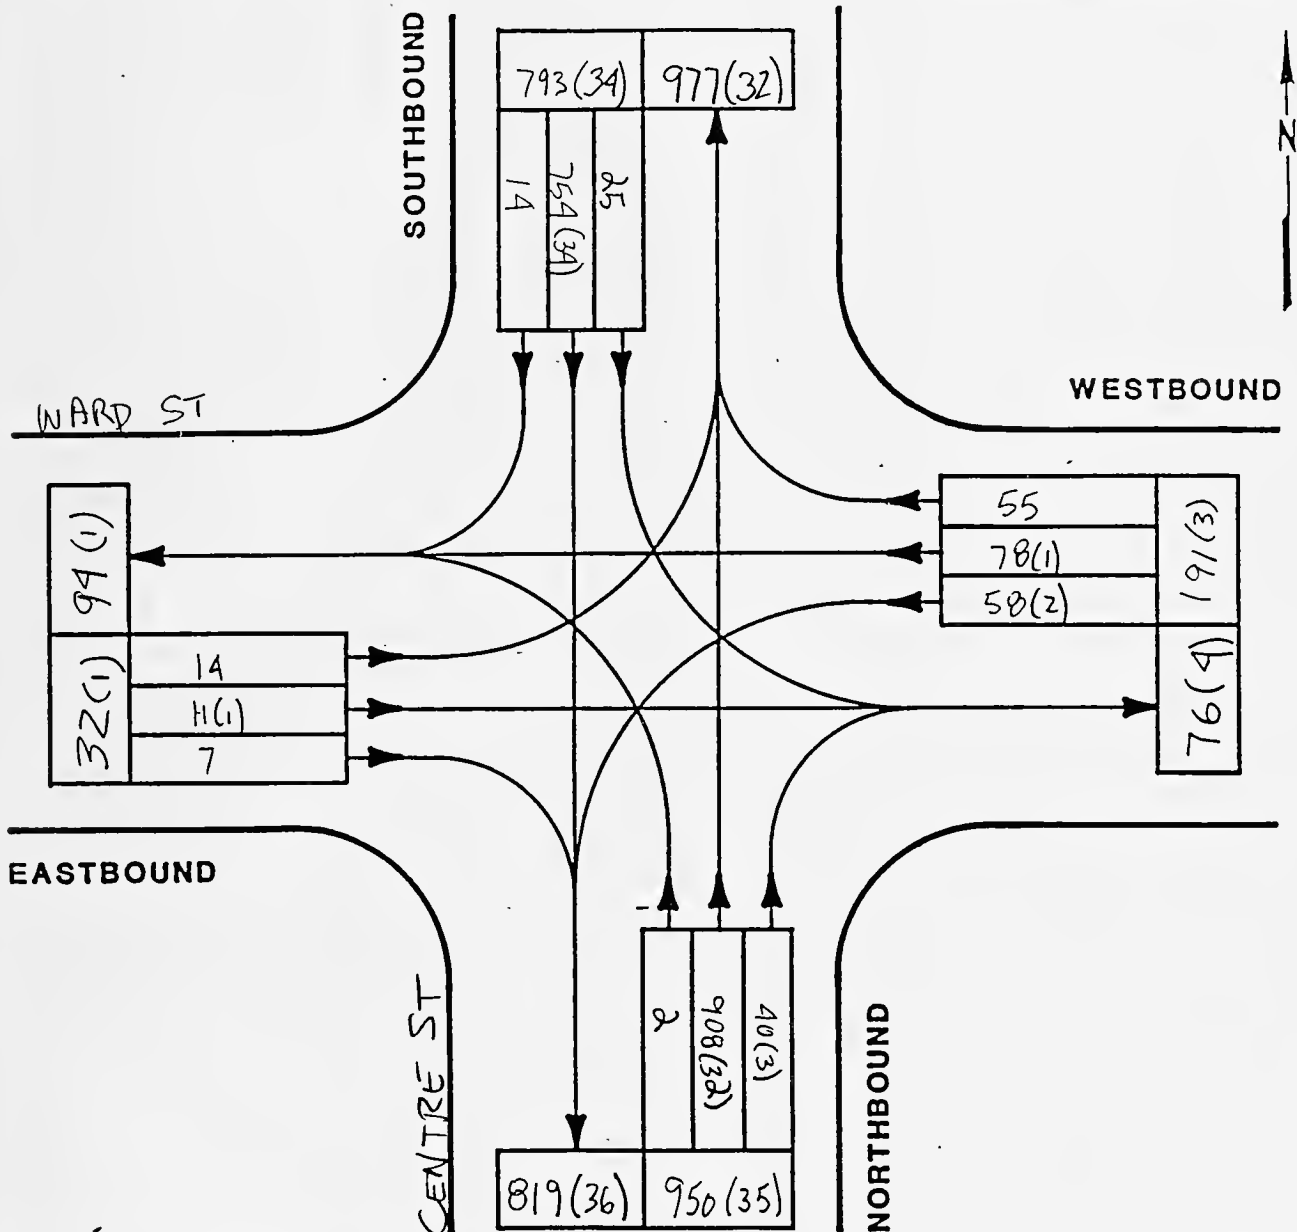 SOUTHBOUND
793(34) 977(32)
14
754(34)
25
N
WARD ST
WESTBOUND
94(1)
32(1)
14
11(1)
7
55
78(1)
58(2)
191(3)
76(4)
EASTBOUND
CENTRE ST
2
908(32)
40(3)
NORTHBOUND
819(36) 950(35)